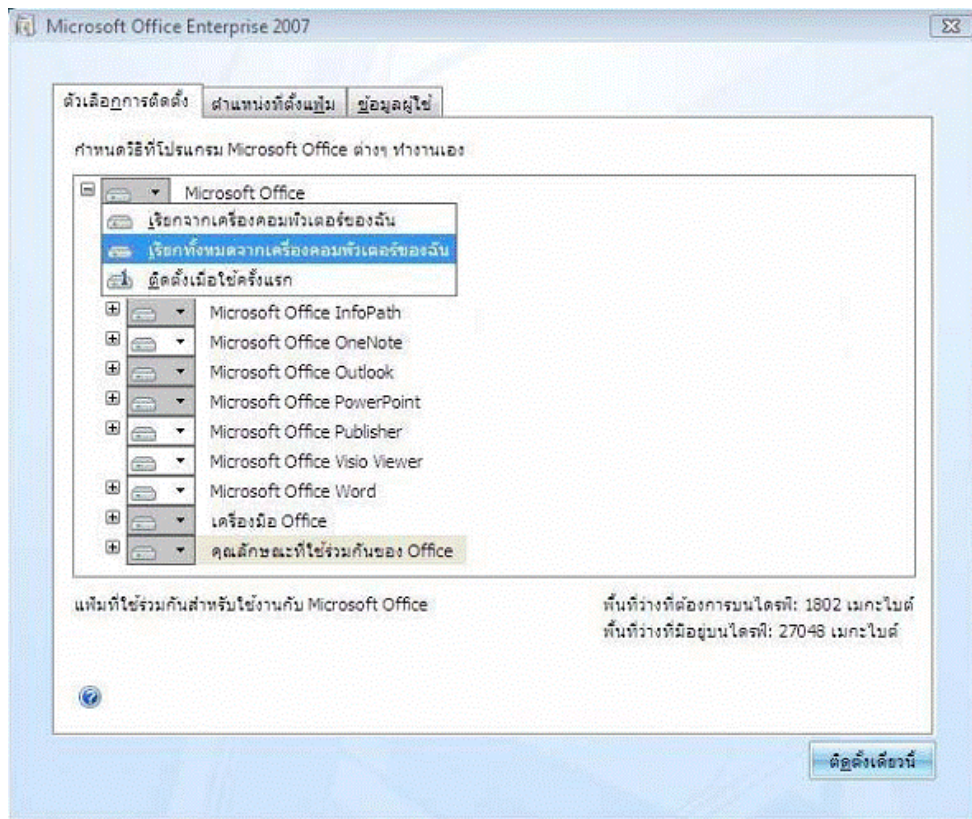 Microsoft Office Enterprise 2007
ตัวเลือกการติดตั้ง ตำแหน่งที่ตั้งแฟ้ม ข้อมูลผู้ใช้
กำหนดวิธีที่โปรแกรม Microsoft Office ต่างๆ ทำงานเอง
Microsoft Office
เรียกจากเครื่องคอมพิวเตอร์ของฉัน
เรียกทั้งหมดจากเครื่องคอมพิวเตอร์ของฉัน
ติดตั้งเมื่อใช้ครั้งแรก
Microsoft Office InfoPath
Microsoft Office OneNote
Microsoft Office Outlook
Microsoft Office PowerPoint
Microsoft Office Publisher
Microsoft Office Visio Viewer
Microsoft Office Word
เครื่องมือ Office
คุณลักษณะที่ใช้ร่วมกันของ Office
แฟ้มที่ใช้ร่วมกันสำหรับใช้งานกับ Microsoft Office
พื้นที่ว่างที่ต้องการบนไดรฟ์: 1802 เมกะไบต์
พื้นที่ว่างที่มีอยู่บนไดรฟ์: 27048 เมกะไบต์
ติดตั้งเดี๋ยวนี้